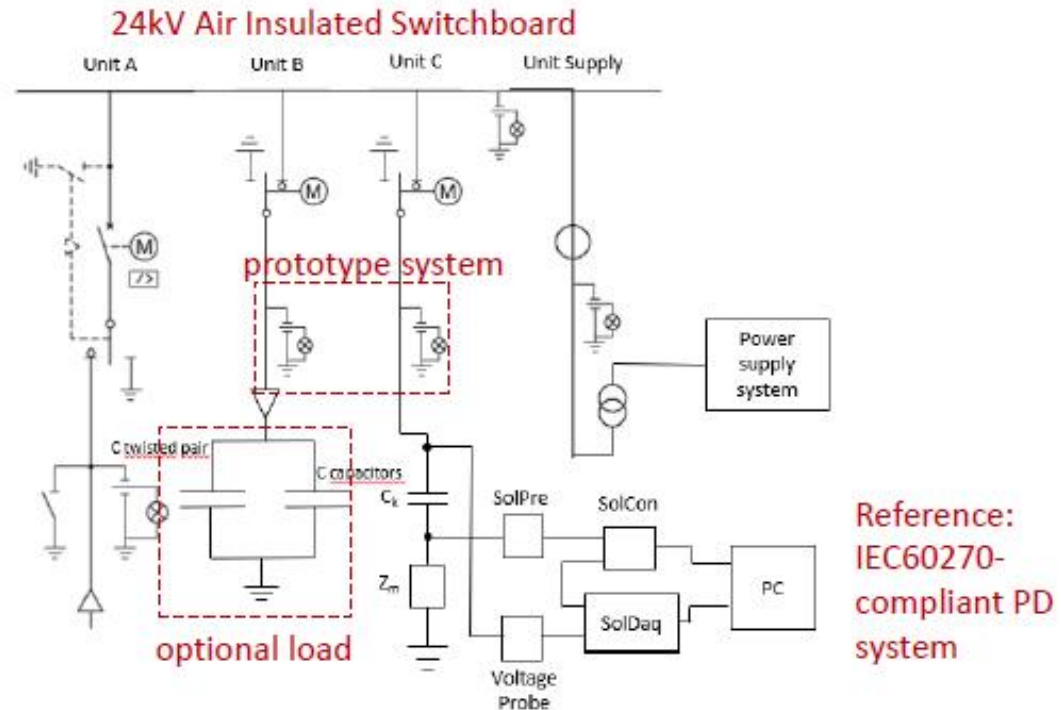 24kV Air Insulated Switchboard
Unit A
Unit B
Unit C
Unit Supply
M
M
M
prototype system
Power
supply
system
C twisted pair
C capacitors
Ck
SolPre
SolCon
Zm
SolDaq
PC
Voltage
Probe
optional load
Reference:
IEC60270-
compliant PD
system